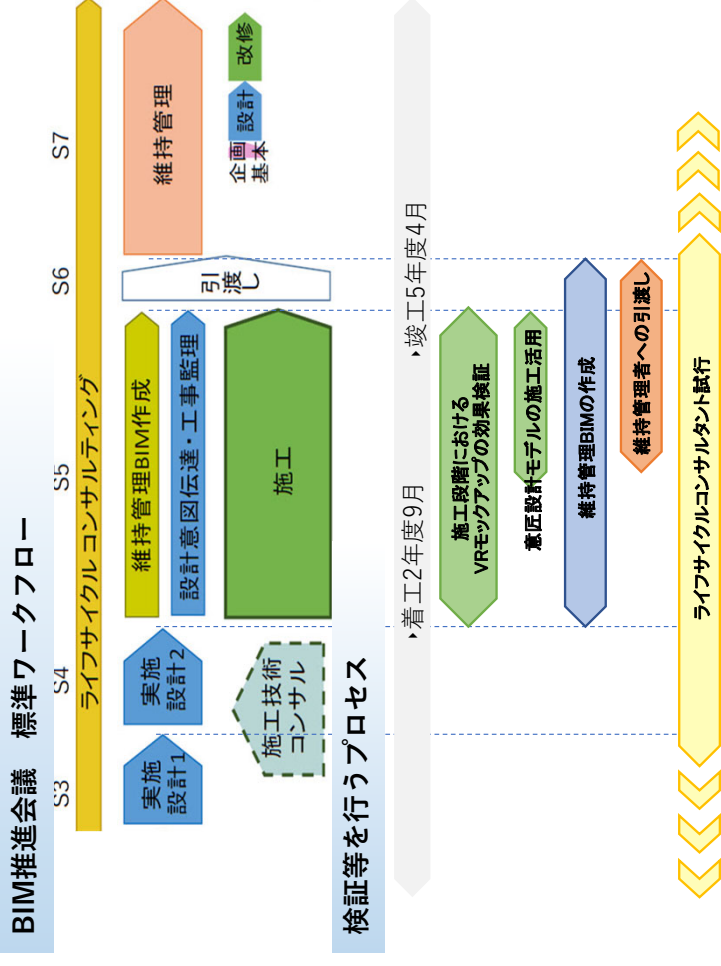 BIM推進会議　標準ワークフロー
S3
S4
S5
S6
S7
ライフサイクル コンサルティング
実施
設計1
実施
設計2
維持管理BIM作成
設計意図伝達・工事監理
施工技術
コンサル
施工
引
渡
し
維持管理
企画
基本
設計
改修
検証等を行うプロセス
▸着工2年度9月
▸竣工5年度4月
施工段階における
VRモックアップの効果検証
意匠設計モデルの施工活用
維持管理BIMの作成
維持管理者への引渡し
ライフサイクルコンサルタント試行